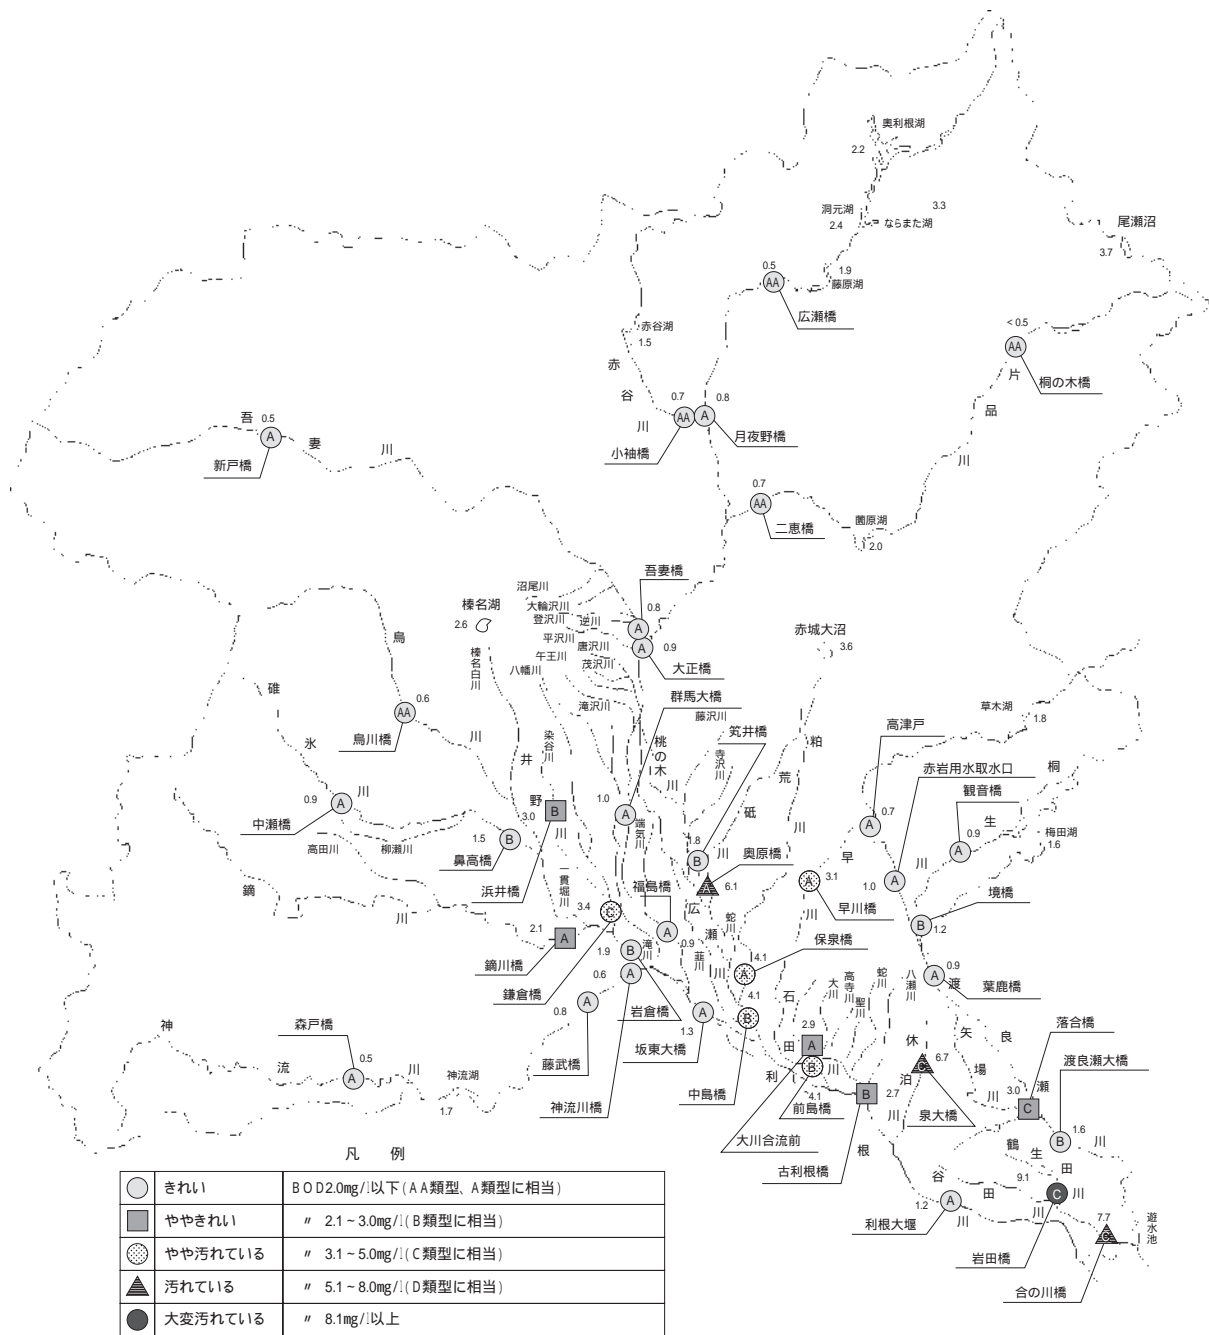 奥利根湖
2.2
洞元湖
2.4
ならまた湖
3.3
尾瀬沼
3.7
0.5
AA
1.9
藤原湖
広瀬橋
<0.5
AA
桐の木橋
赤谷湖
1.5
赤谷川
片品川
0.7
AA
A
0.8
小袖橋
月夜野橋
吾妻川
0.5
A
新戸橋
0.7
AA
二恵橋
薗原湖
2.0
吾妻橋
0.8
A
A
0.9
大正橋
沼尾川
大輪沢川
登沢川
逆川
平沢川
唐沢川
午王川
茂沢川
八幡川
滝沢川
榛名湖
2.6
榛名白川
赤城大沼
3.6
烏川
0.6
AA
烏川橋
碓氷川
0.9
A
中瀬橋
高田川
柳瀬川
1.5
B
鼻高橋
井野川
染谷川
3.0
B
浜井橋
一貫堀川
群馬大橋
1.0
A
端気川
桃の木川
藤沢川
寺沢川
筑井橋
1.8
B
荒砥川
粕川
奥原橋
A
6.1
高津戸
0.7
A
赤岩用水取水口
1.0
A
観音橋
0.9
A
草木湖
1.8
桐生川
梅田湖
1.6
境橋
B
1.2
早川
3.1
A
早川橋
鏑川
2.1
A
鏑川橋
3.4
C
鎌倉橋
福島橋
A
0.9
広瀬川
韮川
蛇川
保泉橋
4.1
A
1.9
B
滝川
岩倉橋
0.6
A
神流川橋
0.8
A
藤武橋
1.3
A
坂東大橋
4.1
B
中島橋
石田川
大川
高寺川
聖川
蛇川
八瀬川
2.9
A
B
4.1
前島橋
大川合流前
0.9
A
葉鹿橋
渡良瀬川
矢場川
休泊川
6.7
C
泉大橋
2.7
B
古利根橋
落合橋
3.0
C
渡良瀬大橋
1.6
B
利根川
森戸橋
0.5
A
神流川
神流湖
1.7
鶴生田川
9.1
C
岩田橋
谷田川
1.2
A
利根大堰
7.7
C
合の川橋
遊水池
凡 例
きれい BOD2.0mg/l以下(AA類型、A類型に相当)
ややきれい 〃 2.1~3.0mg/l(B類型に相当)
やや汚れている 〃 3.1~5.0mg/l(C類型に相当)
汚れている 〃 5.1~8.0mg/l(D類型に相当)
大変汚れている 〃 8.1mg/l以上